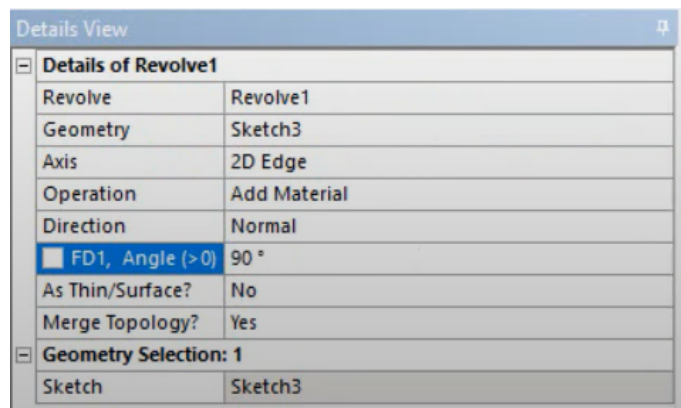 Details View
Details of Revolve1
Revolve Revolve1
Geometry Sketch3
Axis 2D Edge
Operation Add Material
Direction Normal
FD1, Angle (>0) 90 °
As Thin/Surface? No
Merge Topology? Yes
Geometry Selection: 1
Sketch Sketch3